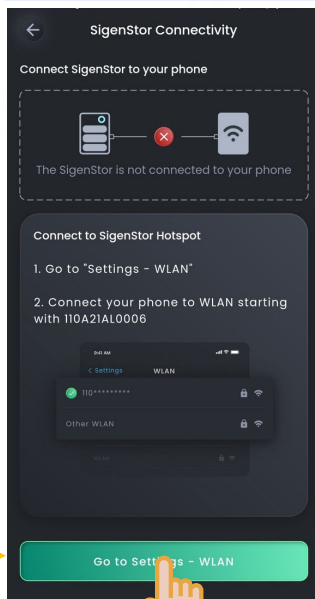 SigenStor Connectivity
Connect SigenStor to your phone
The SigenStor is not connected to your phone
Connect to SigenStor Hotspot
1. Go to "Settings - WLAN"
2. Connect your phone to WLAN starting
with 110A21AL0006
9:41 AM
< Settings WLAN
110*********
Other WLAN
WLAN
Go to Settings - WLAN